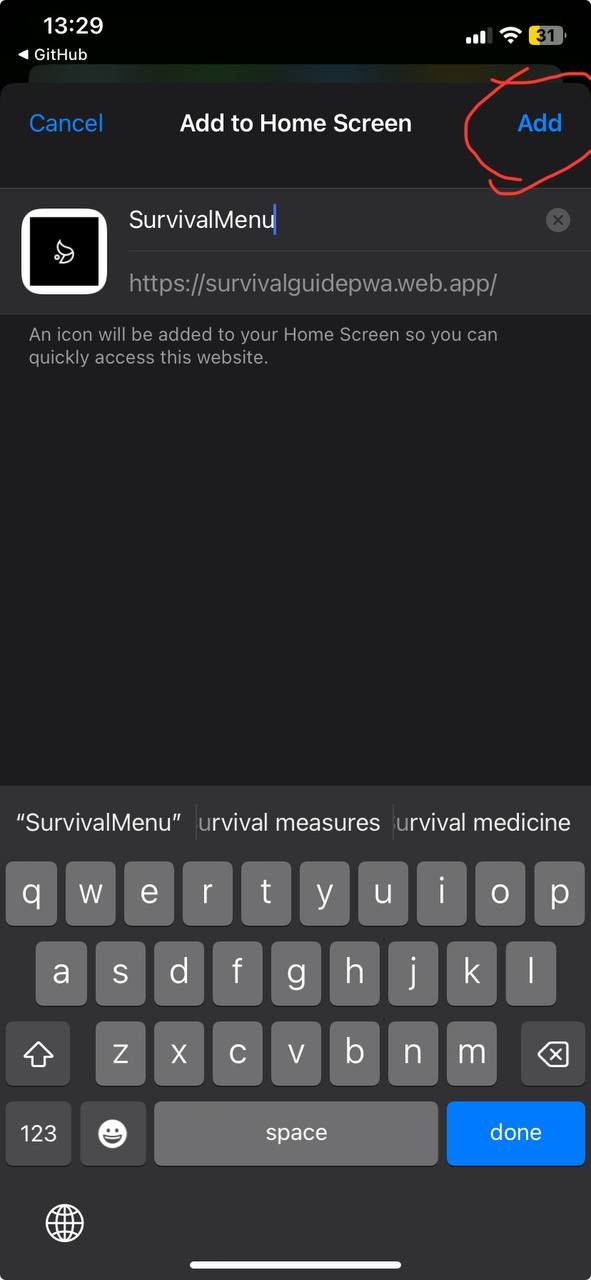 13:29
31
◀ GitHub
Cancel
Add to Home Screen
Add
SurvivalMenu
https://survivalguidepwa.web.app/
An icon will be added to your Home Screen so you can
quickly access this website.
“SurvivalMenu” urvival measures urvival medicine
q w e r t y u i o p
a s d f g h j k l
z x c v b n m
123 space done